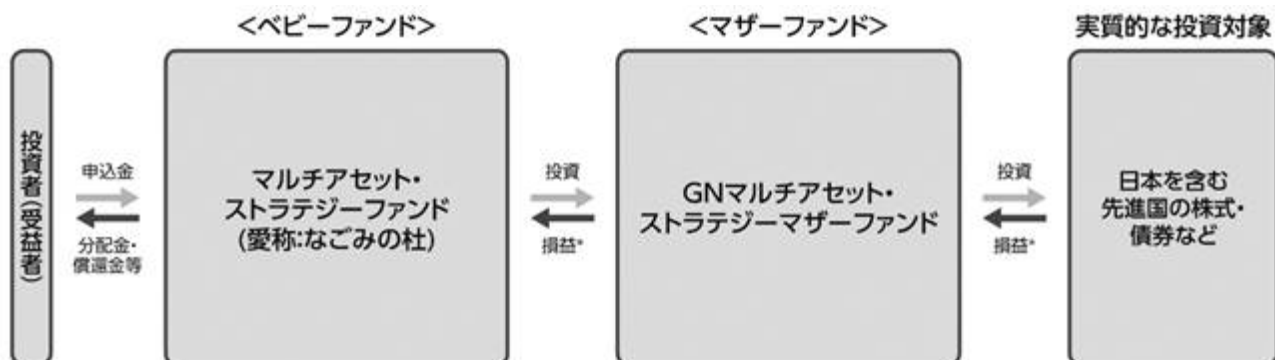 <ベビーファンド>
<マザーファンド>
実質的な投資対象
投資者(受益者)
申込金
分配金・
償還金等
マルチアセット・
ストラテジーファンド
(愛称:なごみの杜)
投資
損益*
GNマルチアセット・
ストラテジーマザーファンド
投資
損益*
日本を含む
先進国の株式・
債券など